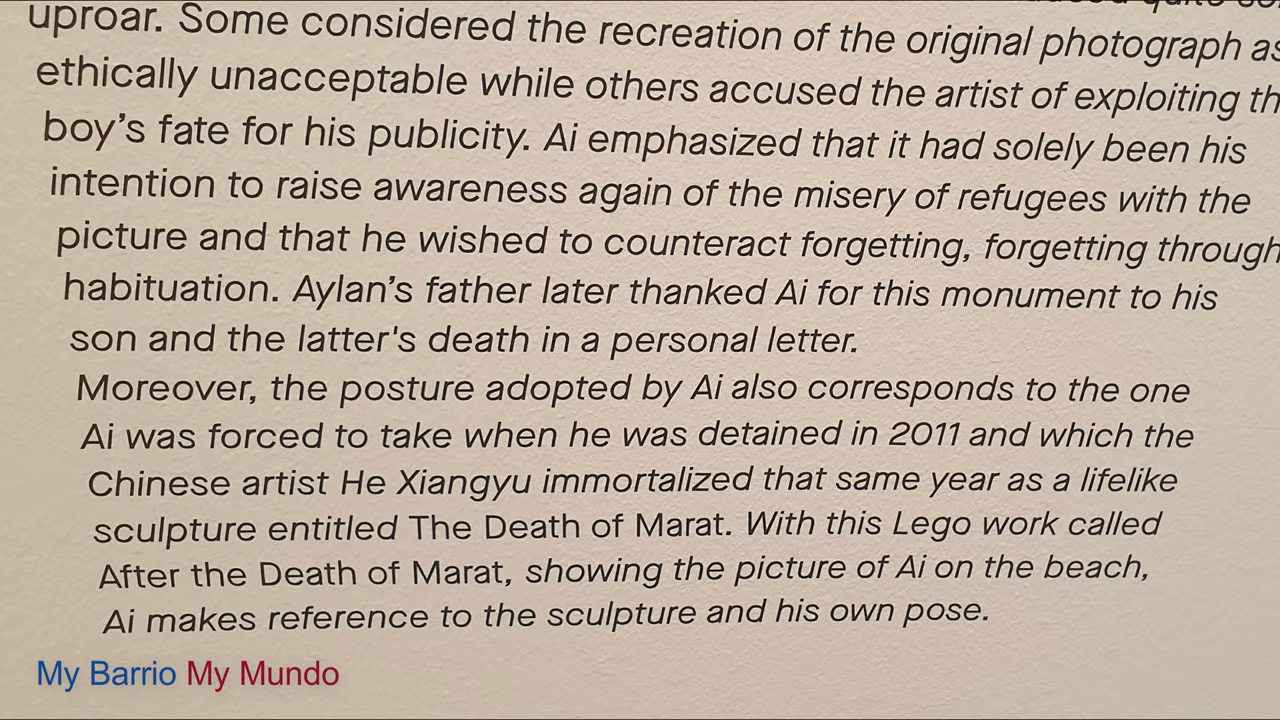 uproar. Some considered the recreation of the original photograph as
ethically unacceptable while others accused the artist of exploiting th
boy's fate for his publicity. Ai emphasized that it had solely been his
intention to raise awareness again of the misery of refugees with the
picture and that he wished to counteract forgetting, forgetting through
habituation. Aylan's father later thanked Ai for this monument to his
son and the latter's death in a personal letter.
Moreover, the posture adopted by Ai also corresponds to the one
Ai was forced to take when he was detained in 2011 and which the
Chinese artist He Xiangyu immortalized that same year as a lifelike
sculpture entitled The Death of Marat. With this Lego work called
After the Death of Marat, showing the picture of Ai on the beach,
Ai makes reference to the sculpture and his own pose.
My Barrio My Mundo